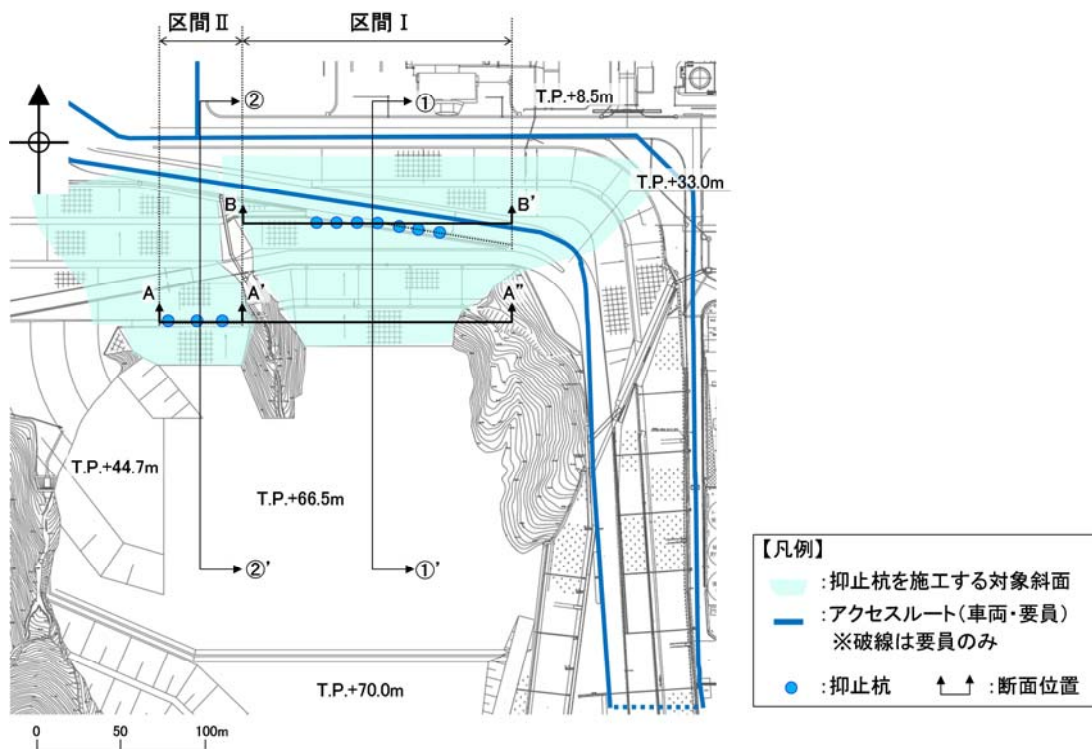 区間Ⅱ 区間Ⅰ
② ①
T.P.+8.5m
T.P.+33.0m
B B'
A A' A"
T.P.+44.7m
T.P.+66.5m
②' ①'
T.P.+70.0m
0 50 100m
【凡例】
:抑止杭を施工する対象斜面
:アクセスルート(車両・要員)
※破線は要員のみ
:抑止杭 :断面位置